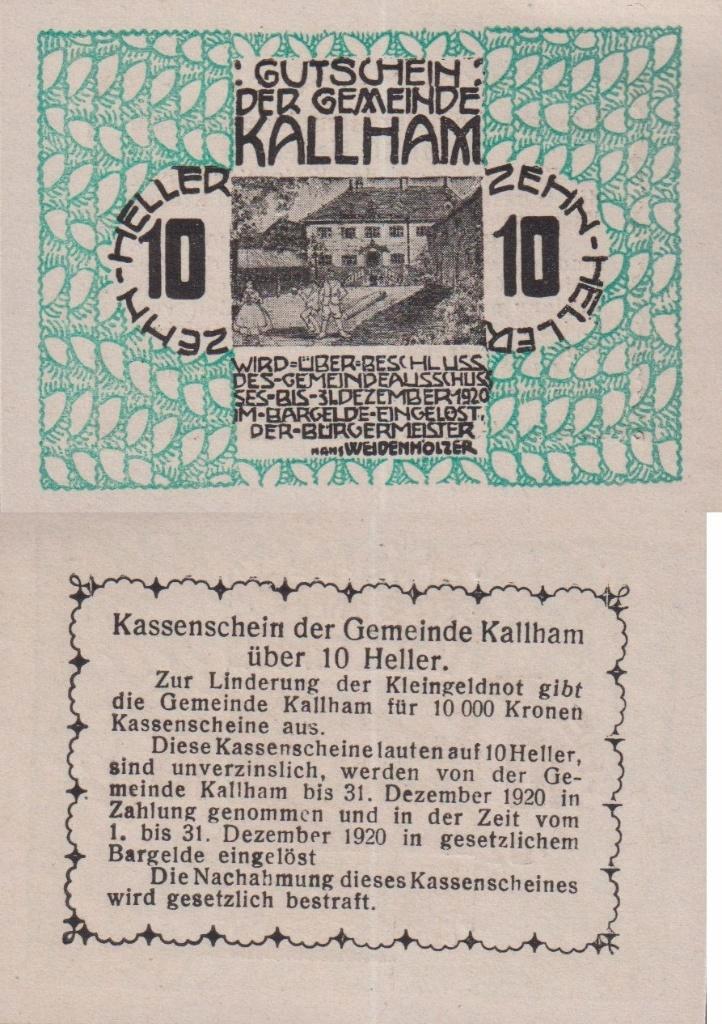 : GUTSCHEIN :
DER GEMEINDE
KALLHAM
ZEHN-HELLER
10
ZEHN-HELLER
10
WIRD=ÜBER=BESCHLUSS
DES-GEMEINDEAUSSCHUS
SES-BIS-31.DEZEMBER 1920
IM-BARGELDE-EINGELÖST.
DER-BÜRGERMEISTER
HANS WEIDENHOLZER
Kassenschein der Gemeinde Kallham
über 10 Heller.
Zur Linderung der Kleingeldnot gibt
die Gemeinde Kallham für 10 000 Kronen
Kassenscheine aus.
Diese Kassenscheine lauten auf 10 Heller,
sind unverzinslich, werden von der Ge-
meinde Kallham bis 31. Dezember 1920 in
Zahlung genommen und in der Zeit vom
1. bis 31. Dezember 1920 in gesetzlichem
Bargelde eingelöst
Die Nachahmung dieses Kassenscheines
wird gesetzlich bestraft.